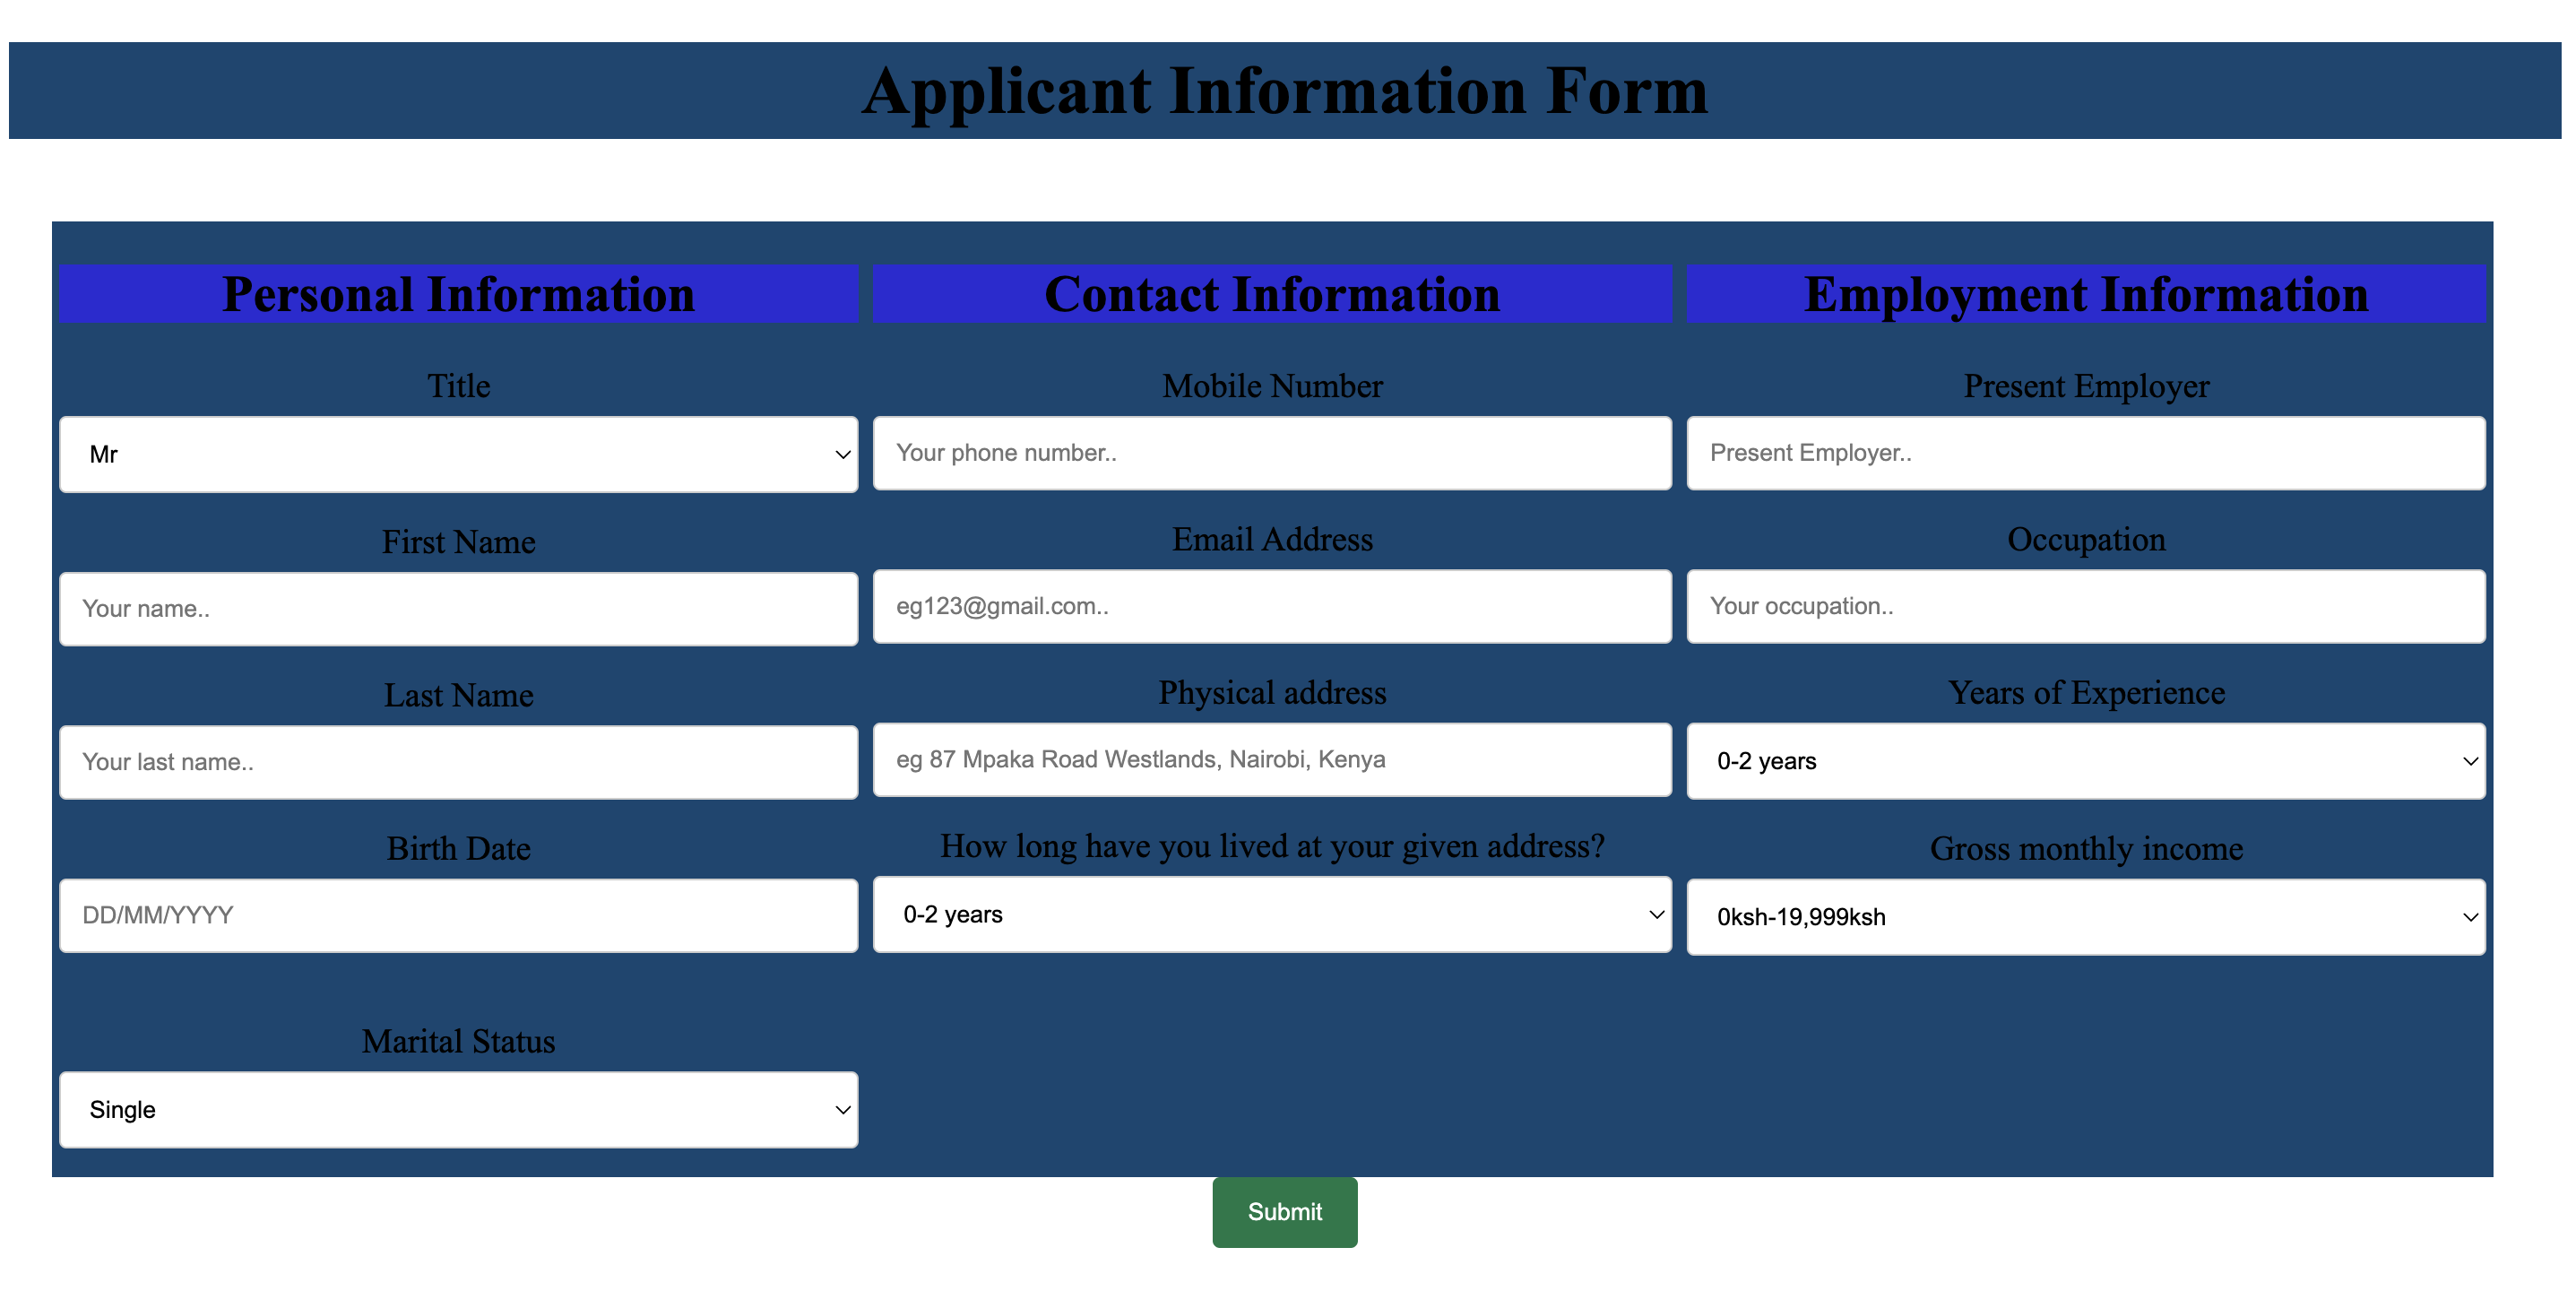 Applicant Information Form
Personal Information
Title
Mr
First Name
Your name..
Last Name
Your last name..
Birth Date
DD/MM/YYYY
Marital Status
Single
Contact Information
Mobile Number
Your phone number..
Email Address
eg123@gmail.com..
Physical address
eg 87 Mpaka Road Westlands, Nairobi, Kenya
How long have you lived at your given address?
0-2 years
Employment Information
Present Employer
Present Employer..
Occupation
Your occupation..
Years of Experience
0-2 years
Gross monthly income
0ksh-19,999ksh
Submit